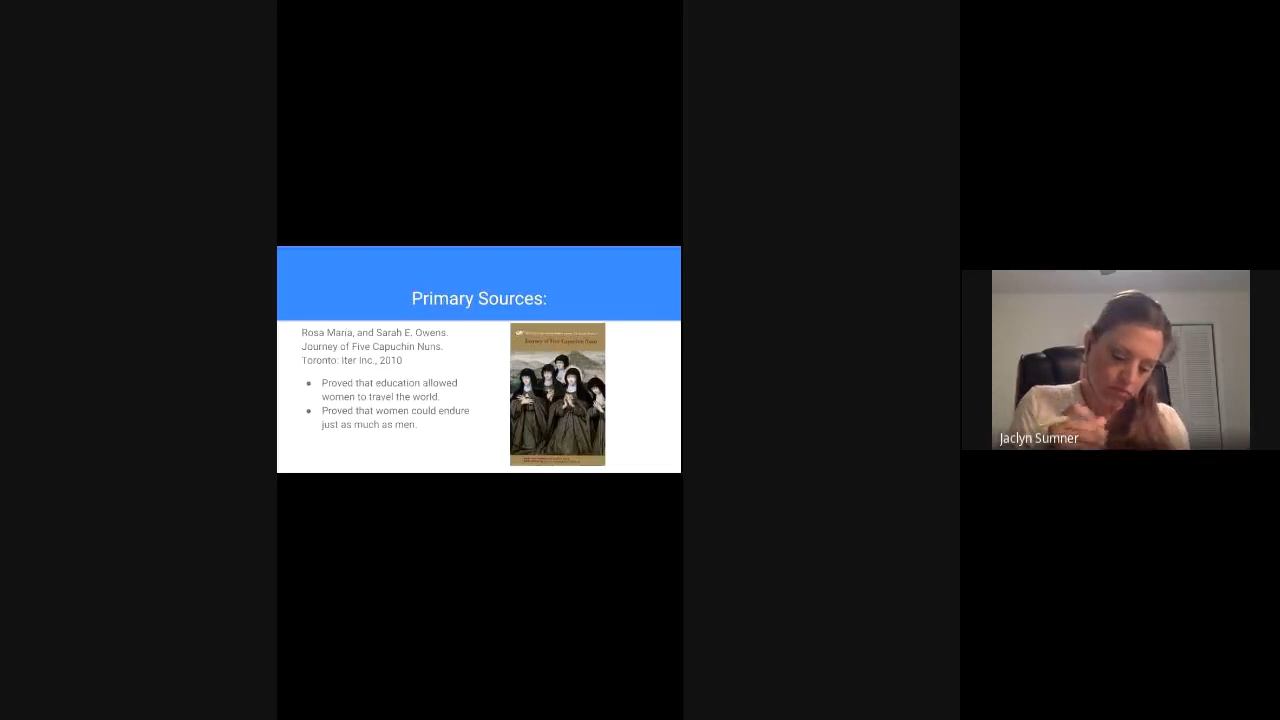 Primary Sources:
Rosa María, and Sarah E. Owens.
Journey of Five Capuchin Nuns.
Toronto: Iter Inc., 2010
● Proved that education allowed
women to travel the world.
● Proved that women could endure
just as much as men.
Journey of Five Capuchin Nuns
Jaclyn Sumner